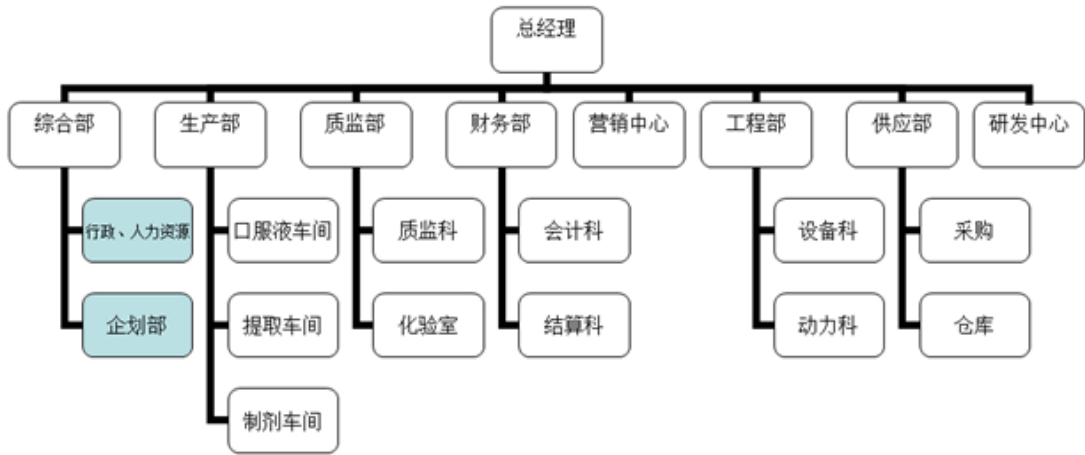 总经理
综合部
生产部
质监部
财务部
营销中心
工程部
供应部
研发中心
行政、人力资源
口服液车间
质监科
会计科
设备科
采购
企划部
提取车间
化验室
结算科
动力科
仓库
制剂车间